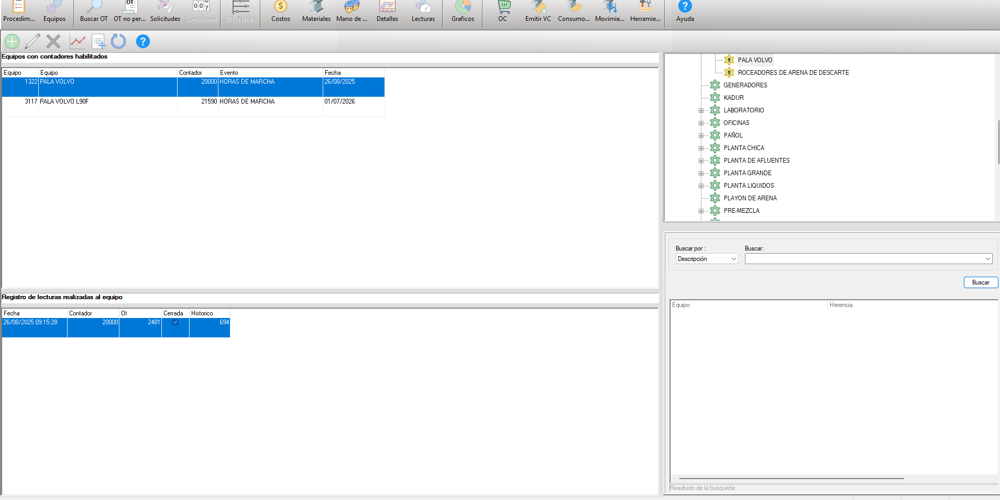 OT
0 0 7
Procedim... Equipos Buscar OT OT no per... Solicitudes Contadores O.T. Nece... Costos Materiales Mano de ... Detalles Lecturas Graficos OC Emitir VC Consumo... Movimie... Herramie... Ayuda
Equipos con contadores habilitados
Equipo Equipo Contador Evento Fecha
1322 PALA VOLVO 20000 HORAS DE MARCHA 26/08/2025
3117 PALA VOLVO L90F 21590 HORAS DE MARCHA 01/07/2026
Registro de lecturas realizadas al equipo
Fecha Contador Ot Cerrada Historico
26/08/2025 09:15:28 20000 2481 694
PALA VOLVO
ROCEADORES DE ARENA DE DESCARTE
GENERADORES
KADUR
LABORATORIO
OFICINAS
PAÑOL
PLANTA CHICA
PLANTA DE AFLUENTES
PLANTA GRANDE
PLANTA LIQUIDOS
PLAYON DE ARENA
PRE-MEZCLA
Buscar por : Buscar:
Descripción
Buscar
Equipo Herencia
Resultado de la busqueda: